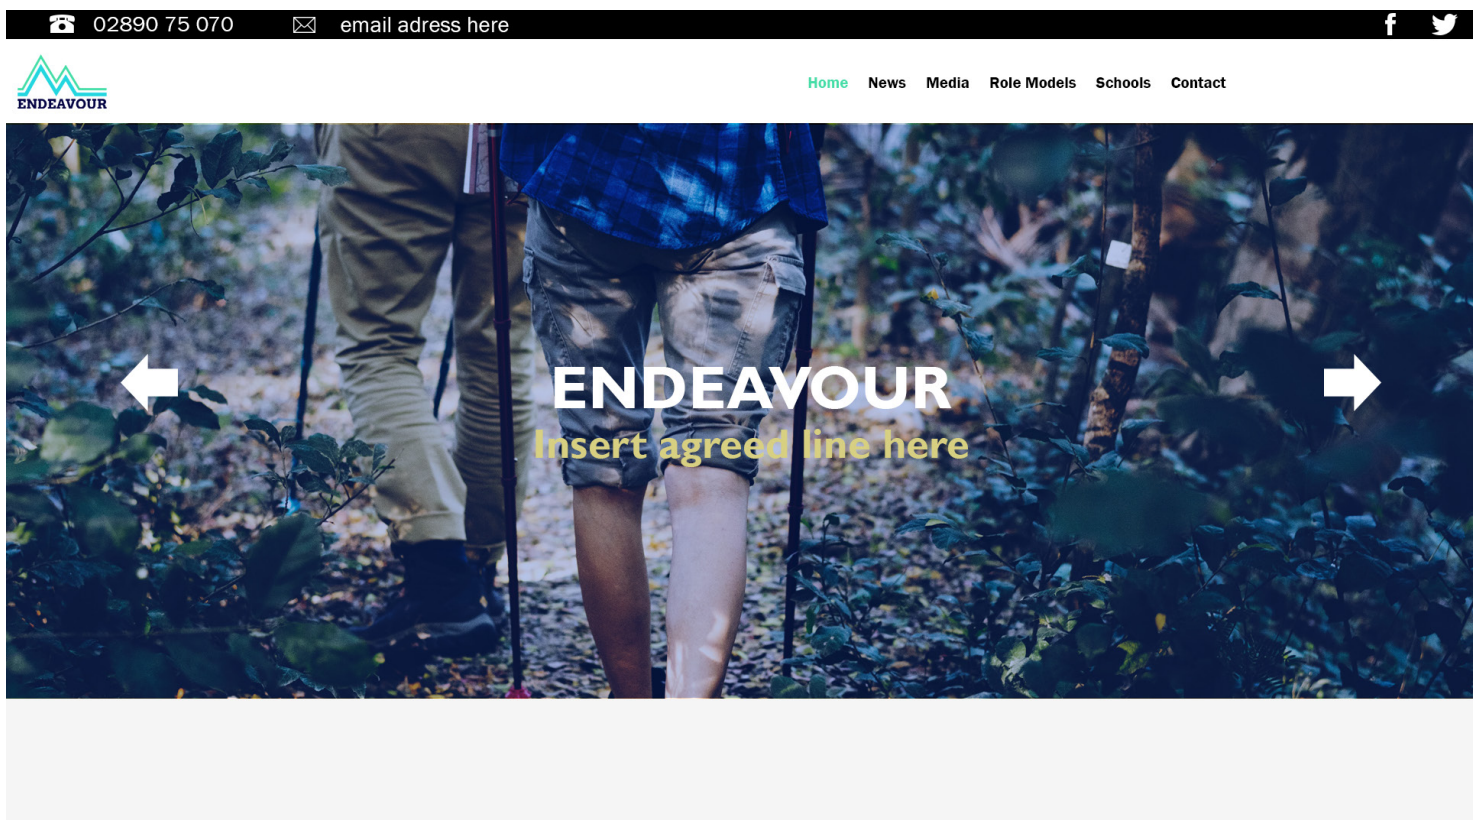 02890 75 070 email adress here
ENDEAVOUR
Home News Media Role Models Schools Contact
ENDEAVOUR
Insert agreed line here